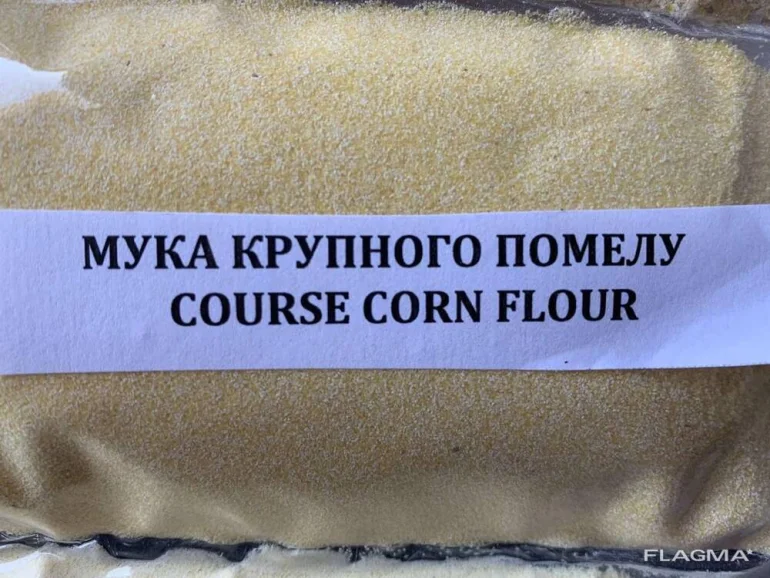 МУКА КРУПНОГО ПОМЕЛУ
COURSE CORN FLOUR
FLAGMA*